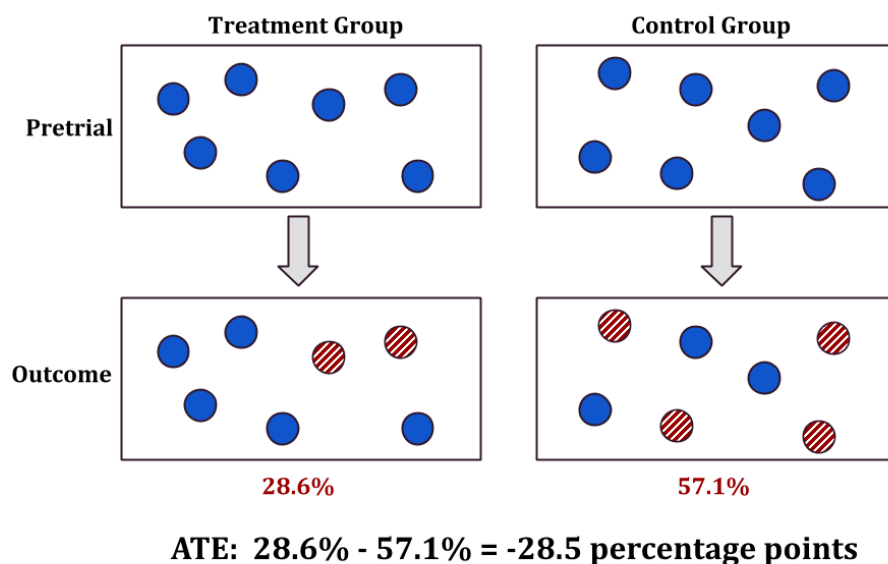 Treatment Group
Control Group
Pretrial
Outcome
28.6%
57.1%
ATE: 28.6% - 57.1% = -28.5 percentage points